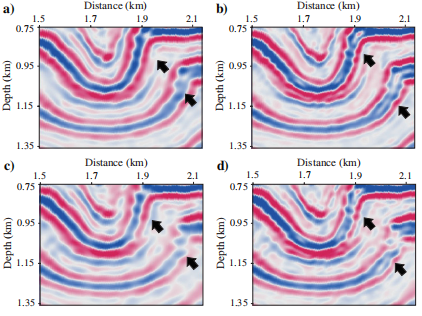 a) Distance (km) b) Distance (km)
1.5 1.7 1.9 2.1 1.5 1.7 1.9 2.1
0.75 0.75
Depth (km) 0.95 Depth (km) 0.95
1.15 1.15
1.35 1.35
c) Distance (km) d) Distance (km)
1.5 1.7 1.9 2.1 1.5 1.7 1.9 2.1
0.75 0.75
Depth (km) 0.95 Depth (km) 0.95
1.15 1.15
1.35 1.35